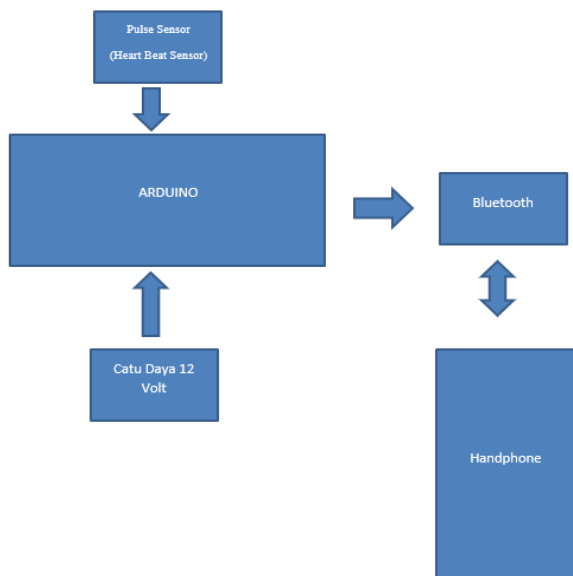 Pulse Sensor
(Heart Beat Sensor)
ARDUINO
Bluetooth
Catu Daya 12
Volt
Handphone